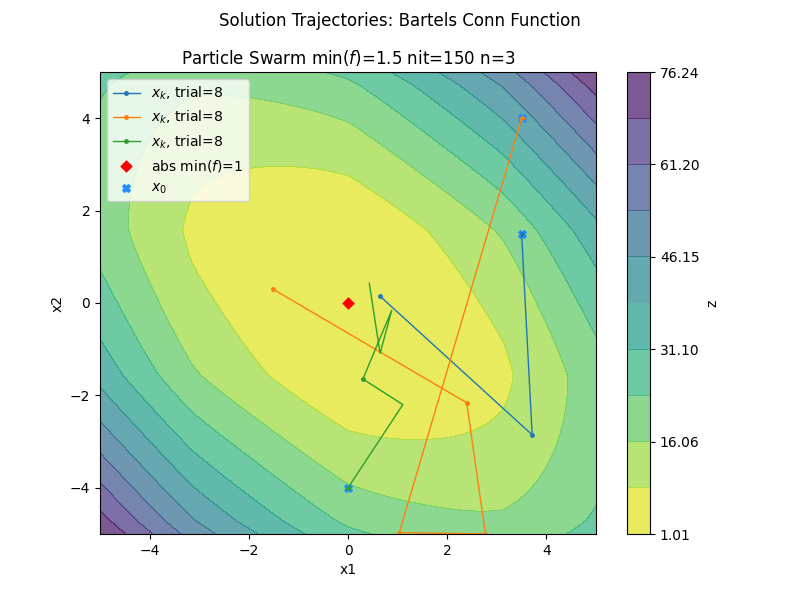 Solution Trajectories: Bartels Conn Function
Particle Swarm min(f)=1.5 nit=150 n=3
x_k, trial=8
x_k, trial=8
x_k, trial=8
abs min(f)=1
x_0
4
2
0
−2
−4
x2
−4
−2
0
2
4
x1
76.24
61.20
46.15
31.10
16.06
1.01
z